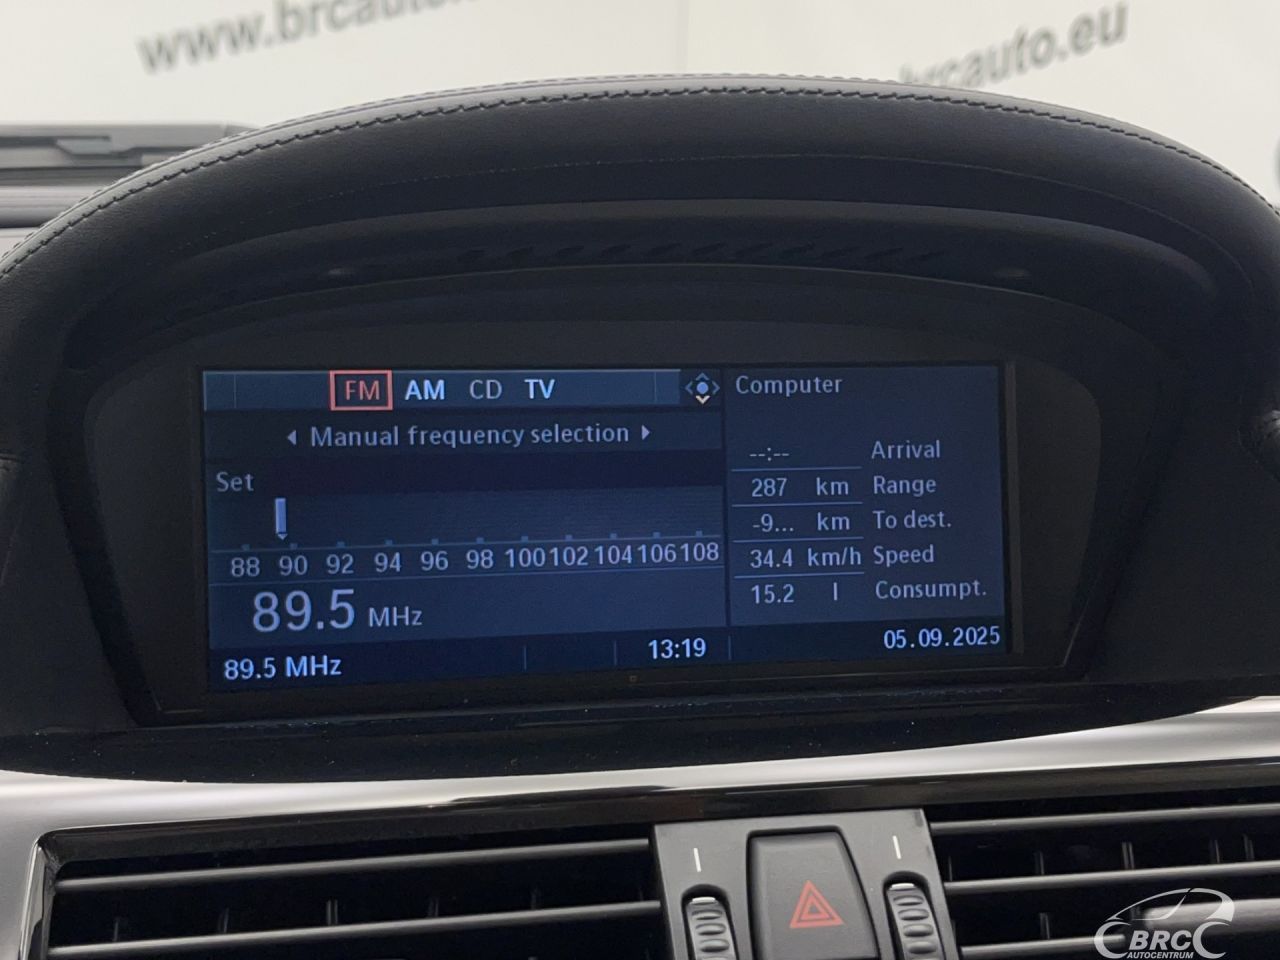 www.brcauto
brcauto.eu
FM AM CD TV
Manual frequency selection
Set
88 90 92 94 96 98 100 102 104 106 108
89.5 MHz
89.5 MHz
13:19
Computer
--:-- Arrival
287 km Range
-9... km To dest.
34.4 km/h Speed
15.2 l Consumpt.
05.09.2025
BRC
AUTOCENTRUM